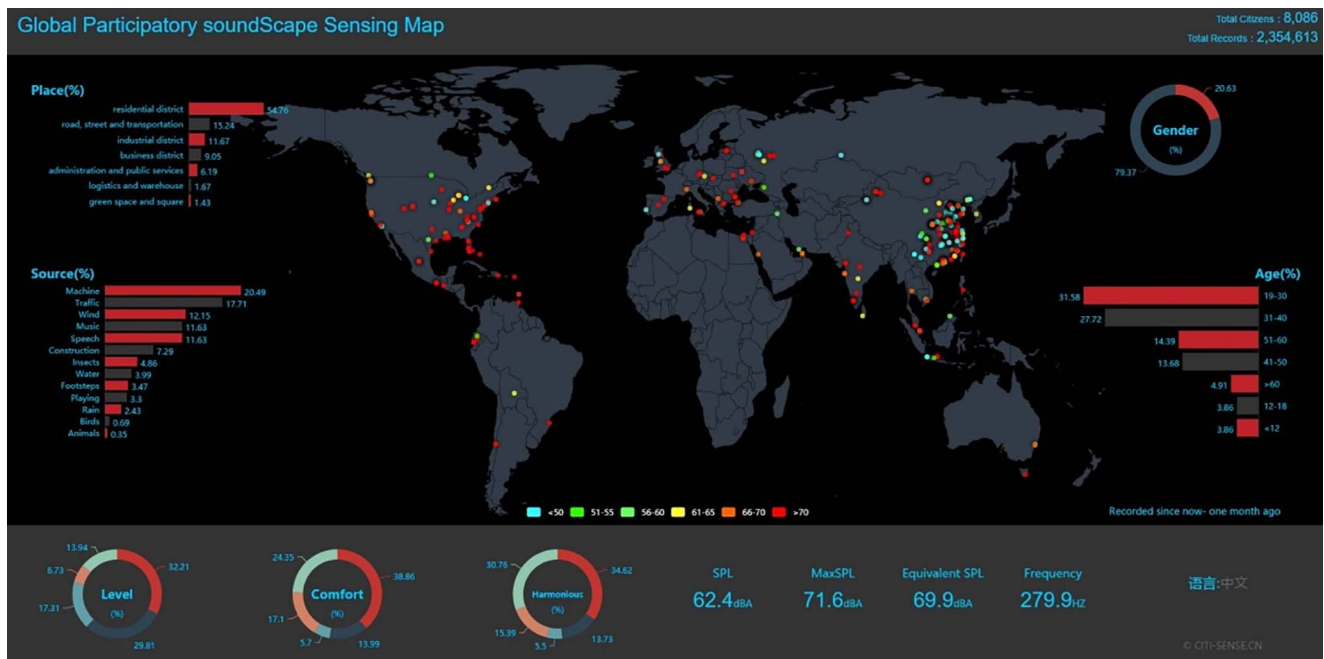 Global Participatory soundScape Sensing Map
Total Citizens : 8,086
Total Records : 2,354,613
Place(%)
residential district 54.76
road, street and transportation 15.24
industrial district 11.67
business district 9.05
administration and public services 6.19
logistics and warehouse 1.67
green space and square 1.43
Gender
(%)
20.63
79.37
Source(%)
Machine 20.49
Traffic 17.71
Wind 12.15
Music 11.63
Speech 11.63
Construction 7.29
Insects 4.86
Water 3.99
Footsteps 3.47
Playing 3.3
Rain 2.43
Birds 0.69
Animals 0.35
Age(%)
31.58 19-30
27.72 31-40
14.39 51-60
13.68 41-50
4.91 >60
3.86 12-18
3.86 <12
<50 51-55 56-60 61-65 66-70 >70
Recorded since now- one month ago
Level
(%)
13.94
32.21
6.73
17.31
29.81
Comfort
(%)
24.35
38.86
17.1
5.7
13.99
Harmonious
(%)
30.76
34.62
15.39
5.5
13.73
SPL
62.4dBA
MaxSPL
71.6dBA
Equivalent SPL
69.9dBA
Frequency
279.9HZ
语言:中文
© CITI-SENSE.CN